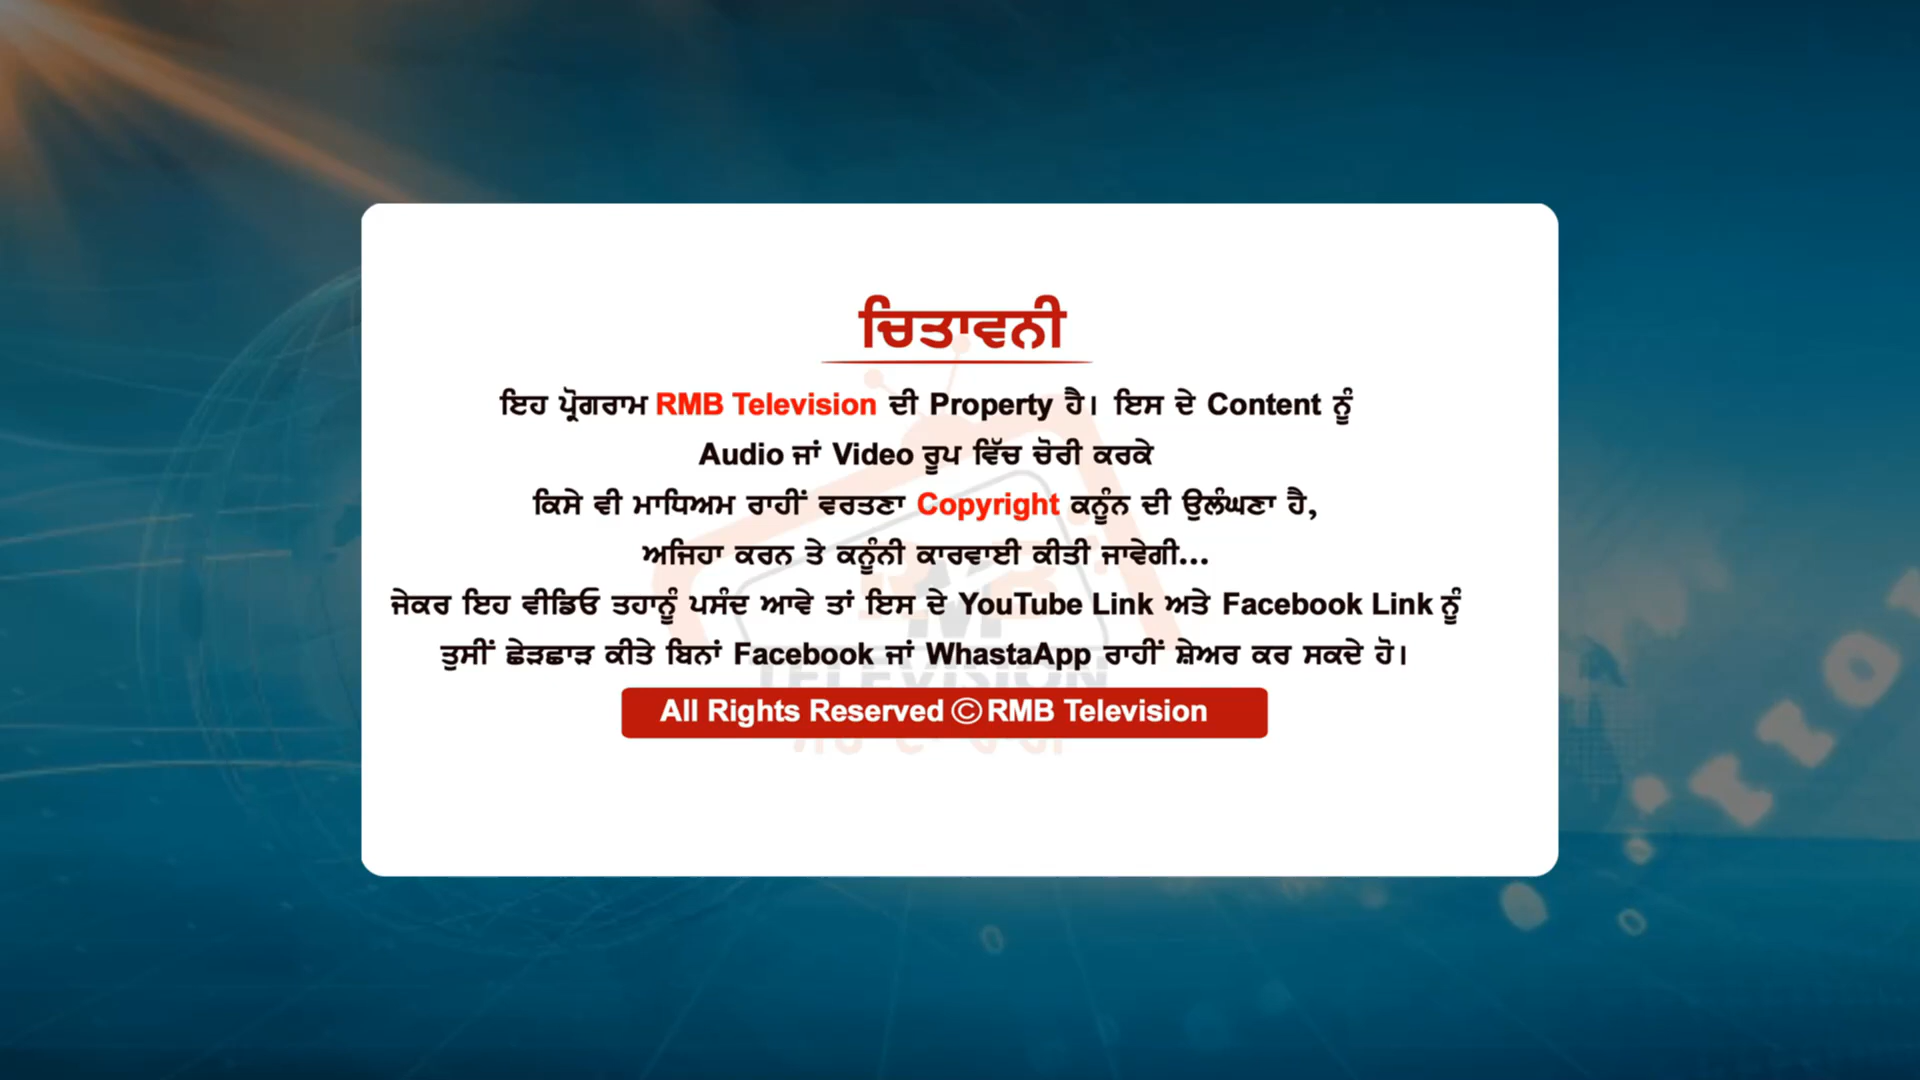 ਚਿਤਾਵਨੀ
ਇਹ ਪ੍ਰੋਗਰਾਮ RMB Television ਦੀ Property ਹੈ। ਇਸ ਦੇ Content ਨੂੰ
Audio ਜਾਂ Video ਰੂਪ ਵਿੱਚ ਚੋਰੀ ਕਰਕੇ
ਕਿਸੇ ਵੀ ਮਾਧਿਅਮ ਰਾਹੀਂ ਵਰਤਣਾ Copyright ਕਨੂੰਨ ਦੀ ਉਲੰਘਣਾ ਹੈ,
ਅਜਿਹਾ ਕਰਨ ਤੇ ਕਨੂੰਨੀ ਕਾਰਵਾਈ ਕੀਤੀ ਜਾਵੇਗੀ...
ਜੇਕਰ ਇਹ ਵੀਡਿਓ ਤਹਾਨੂੰ ਪਸੰਦ ਆਵੇ ਤਾਂ ਇਸ ਦੇ YouTube Link ਅਤੇ Facebook Link ਨੂੰ
ਤੁਸੀਂ ਛੇੜਛਾੜ ਕੀਤੇ ਬਿਨਾਂ Facebook ਜਾਂ WhastaApp ਰਾਹੀਂ ਸ਼ੇਅਰ ਕਰ ਸਕਦੇ ਹੋ।
TELEVISION
All Rights Reserved © RMB Television